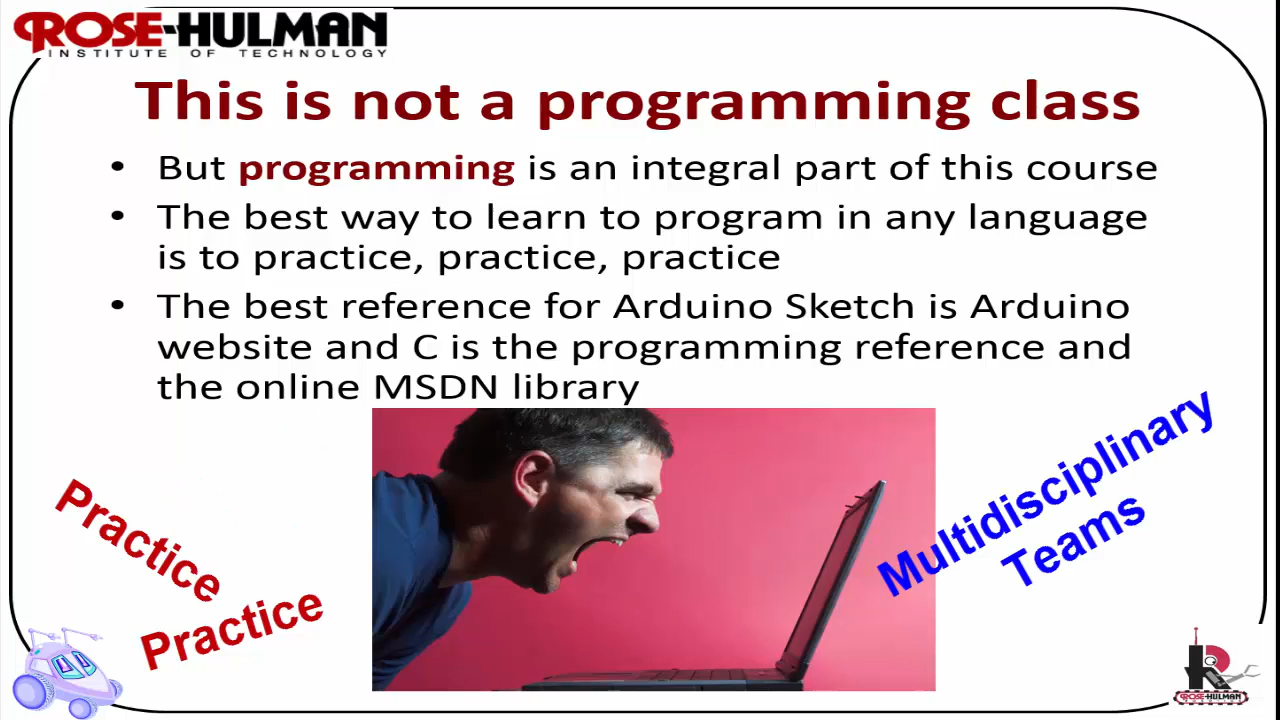 ROSE-HULMAN
INSTITUTE OF TECHNOLOGY
This is not a programming class
• But programming is an integral part of this course
• The best way to learn to program in any language
is to practice, practice, practice
• The best reference for Arduino Sketch is Arduino
website and C is the programming reference and
the online MSDN library
Practice
Practice
Multidisciplinary
Teams
R
ROSE-HULMAN